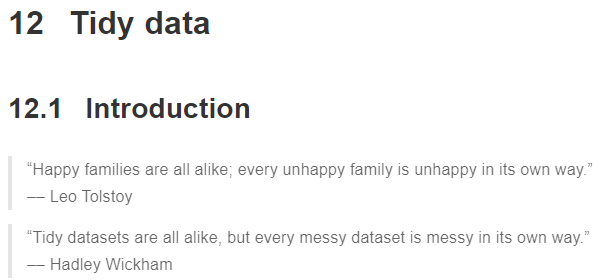 12 Tidy data
12.1 Introduction
“Happy families are all alike; every unhappy family is unhappy in its own way.”
–– Leo Tolstoy
“Tidy datasets are all alike, but every messy dataset is messy in its own way.”
–– Hadley Wickham